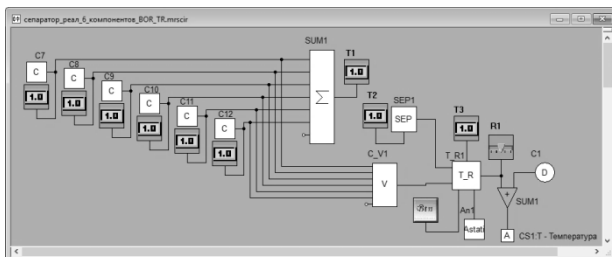 сепаратор_реал_6_компонентов_BOR_TR.mrscir
SUM1
C7
C
1.0
C8
C
1.0
C9
C
1.0
C10
C
1.0
C11
C
1.0
C12
C
1.0
Σ
T1
1.0
T2
1.0
SEP1
SEP
T3
1.0
R1
C_V1
V
T_R1
T_R
C1
D
+
SUM1
An1
Astati
A
CS1:T - Температура